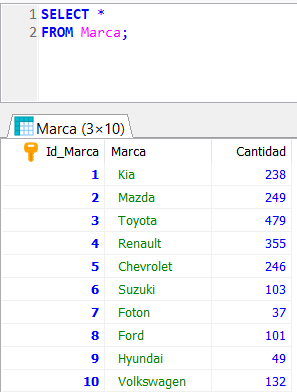 1 SELECT *
2 FROM Marca;
Marca (3×10)
Id_Marca Marca Cantidad
1 Kia 238
2 Mazda 249
3 Toyota 479
4 Renault 355
5 Chevrolet 246
6 Suzuki 103
7 Foton 37
8 Ford 101
9 Hyundai 49
10 Volkswagen 132